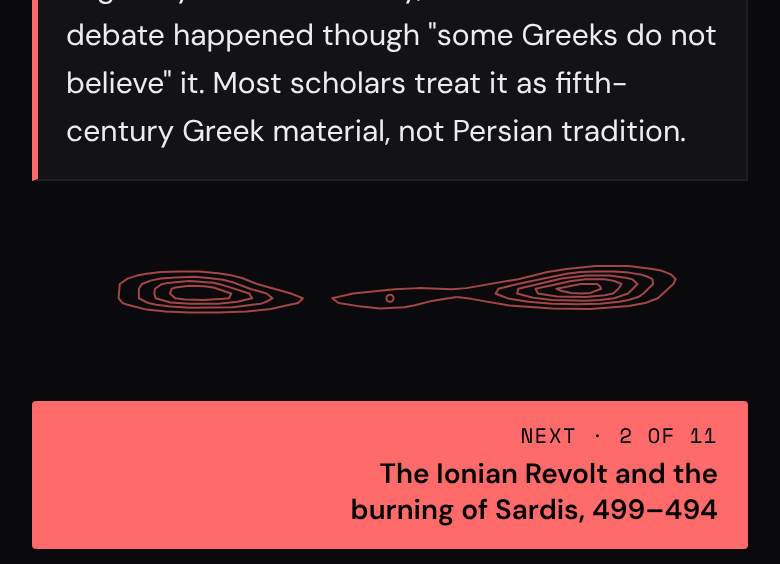 debate happened though "some Greeks do not
believe" it. Most scholars treat it as fifth-
century Greek material, not Persian tradition.
NEXT · 2 OF 11
The Ionian Revolt and the
burning of Sardis, 499–494